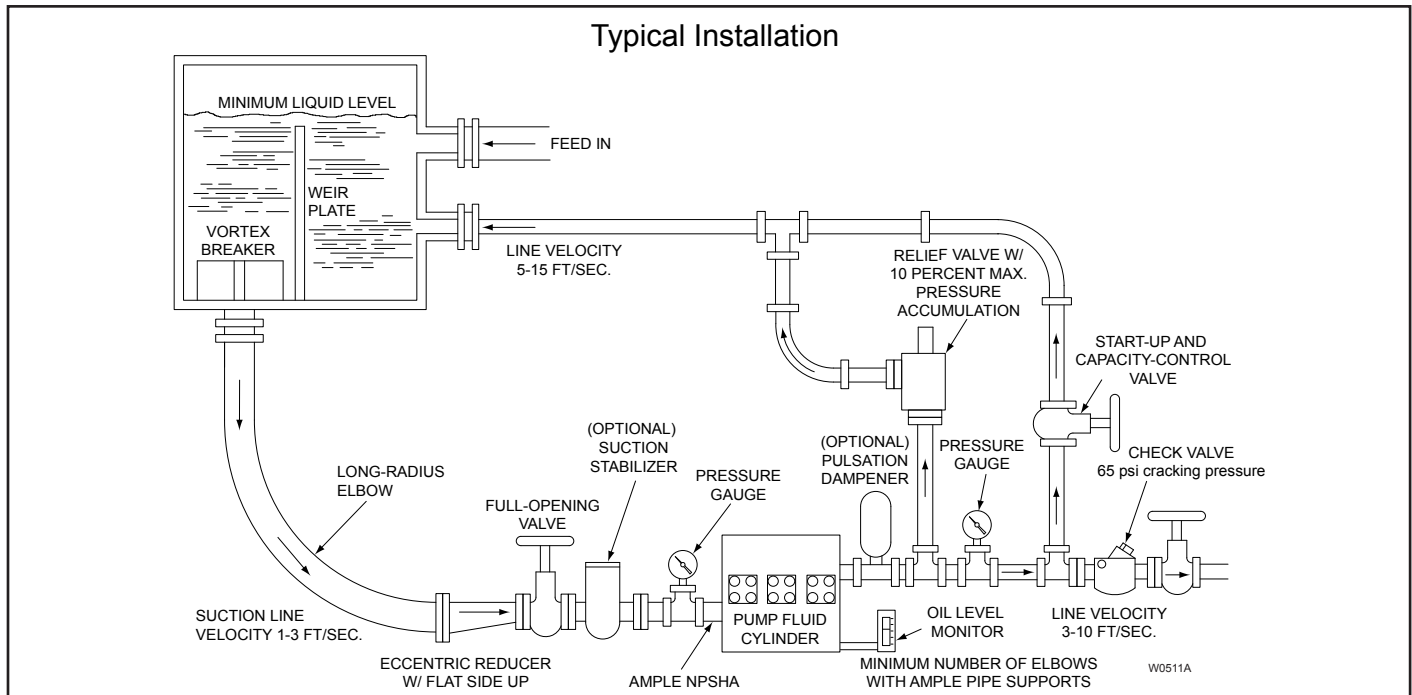 Typical Installation
MINIMUM LIQUID LEVEL
FEED IN
WEIR
PLATE
VORTEX
BREAKER
LINE VELOCITY
5-15 FT/SEC.
RELIEF VALVE W/
10 PERCENT MAX.
PRESSURE
ACCUMULATION
START-UP AND
CAPACITY-CONTROL
VALVE
(OPTIONAL)
SUCTION
STABILIZER
(OPTIONAL)
PULSATION
DAMPENER
PRESSURE
GAUGE
CHECK VALVE
65 psi cracking pressure
LONG-RADIUS
ELBOW
PRESSURE
GAUGE
FULL-OPENING
VALVE
SUCTION LINE
VELOCITY 1-3 FT/SEC.
PUMP FLUID
CYLINDER
OIL LEVEL
MONITOR
LINE VELOCITY
3-10 FT/SEC.
ECCENTRIC REDUCER
W/ FLAT SIDE UP
AMPLE NPSHA
MINIMUM NUMBER OF ELBOWS
WITH AMPLE PIPE SUPPORTS
W0511A